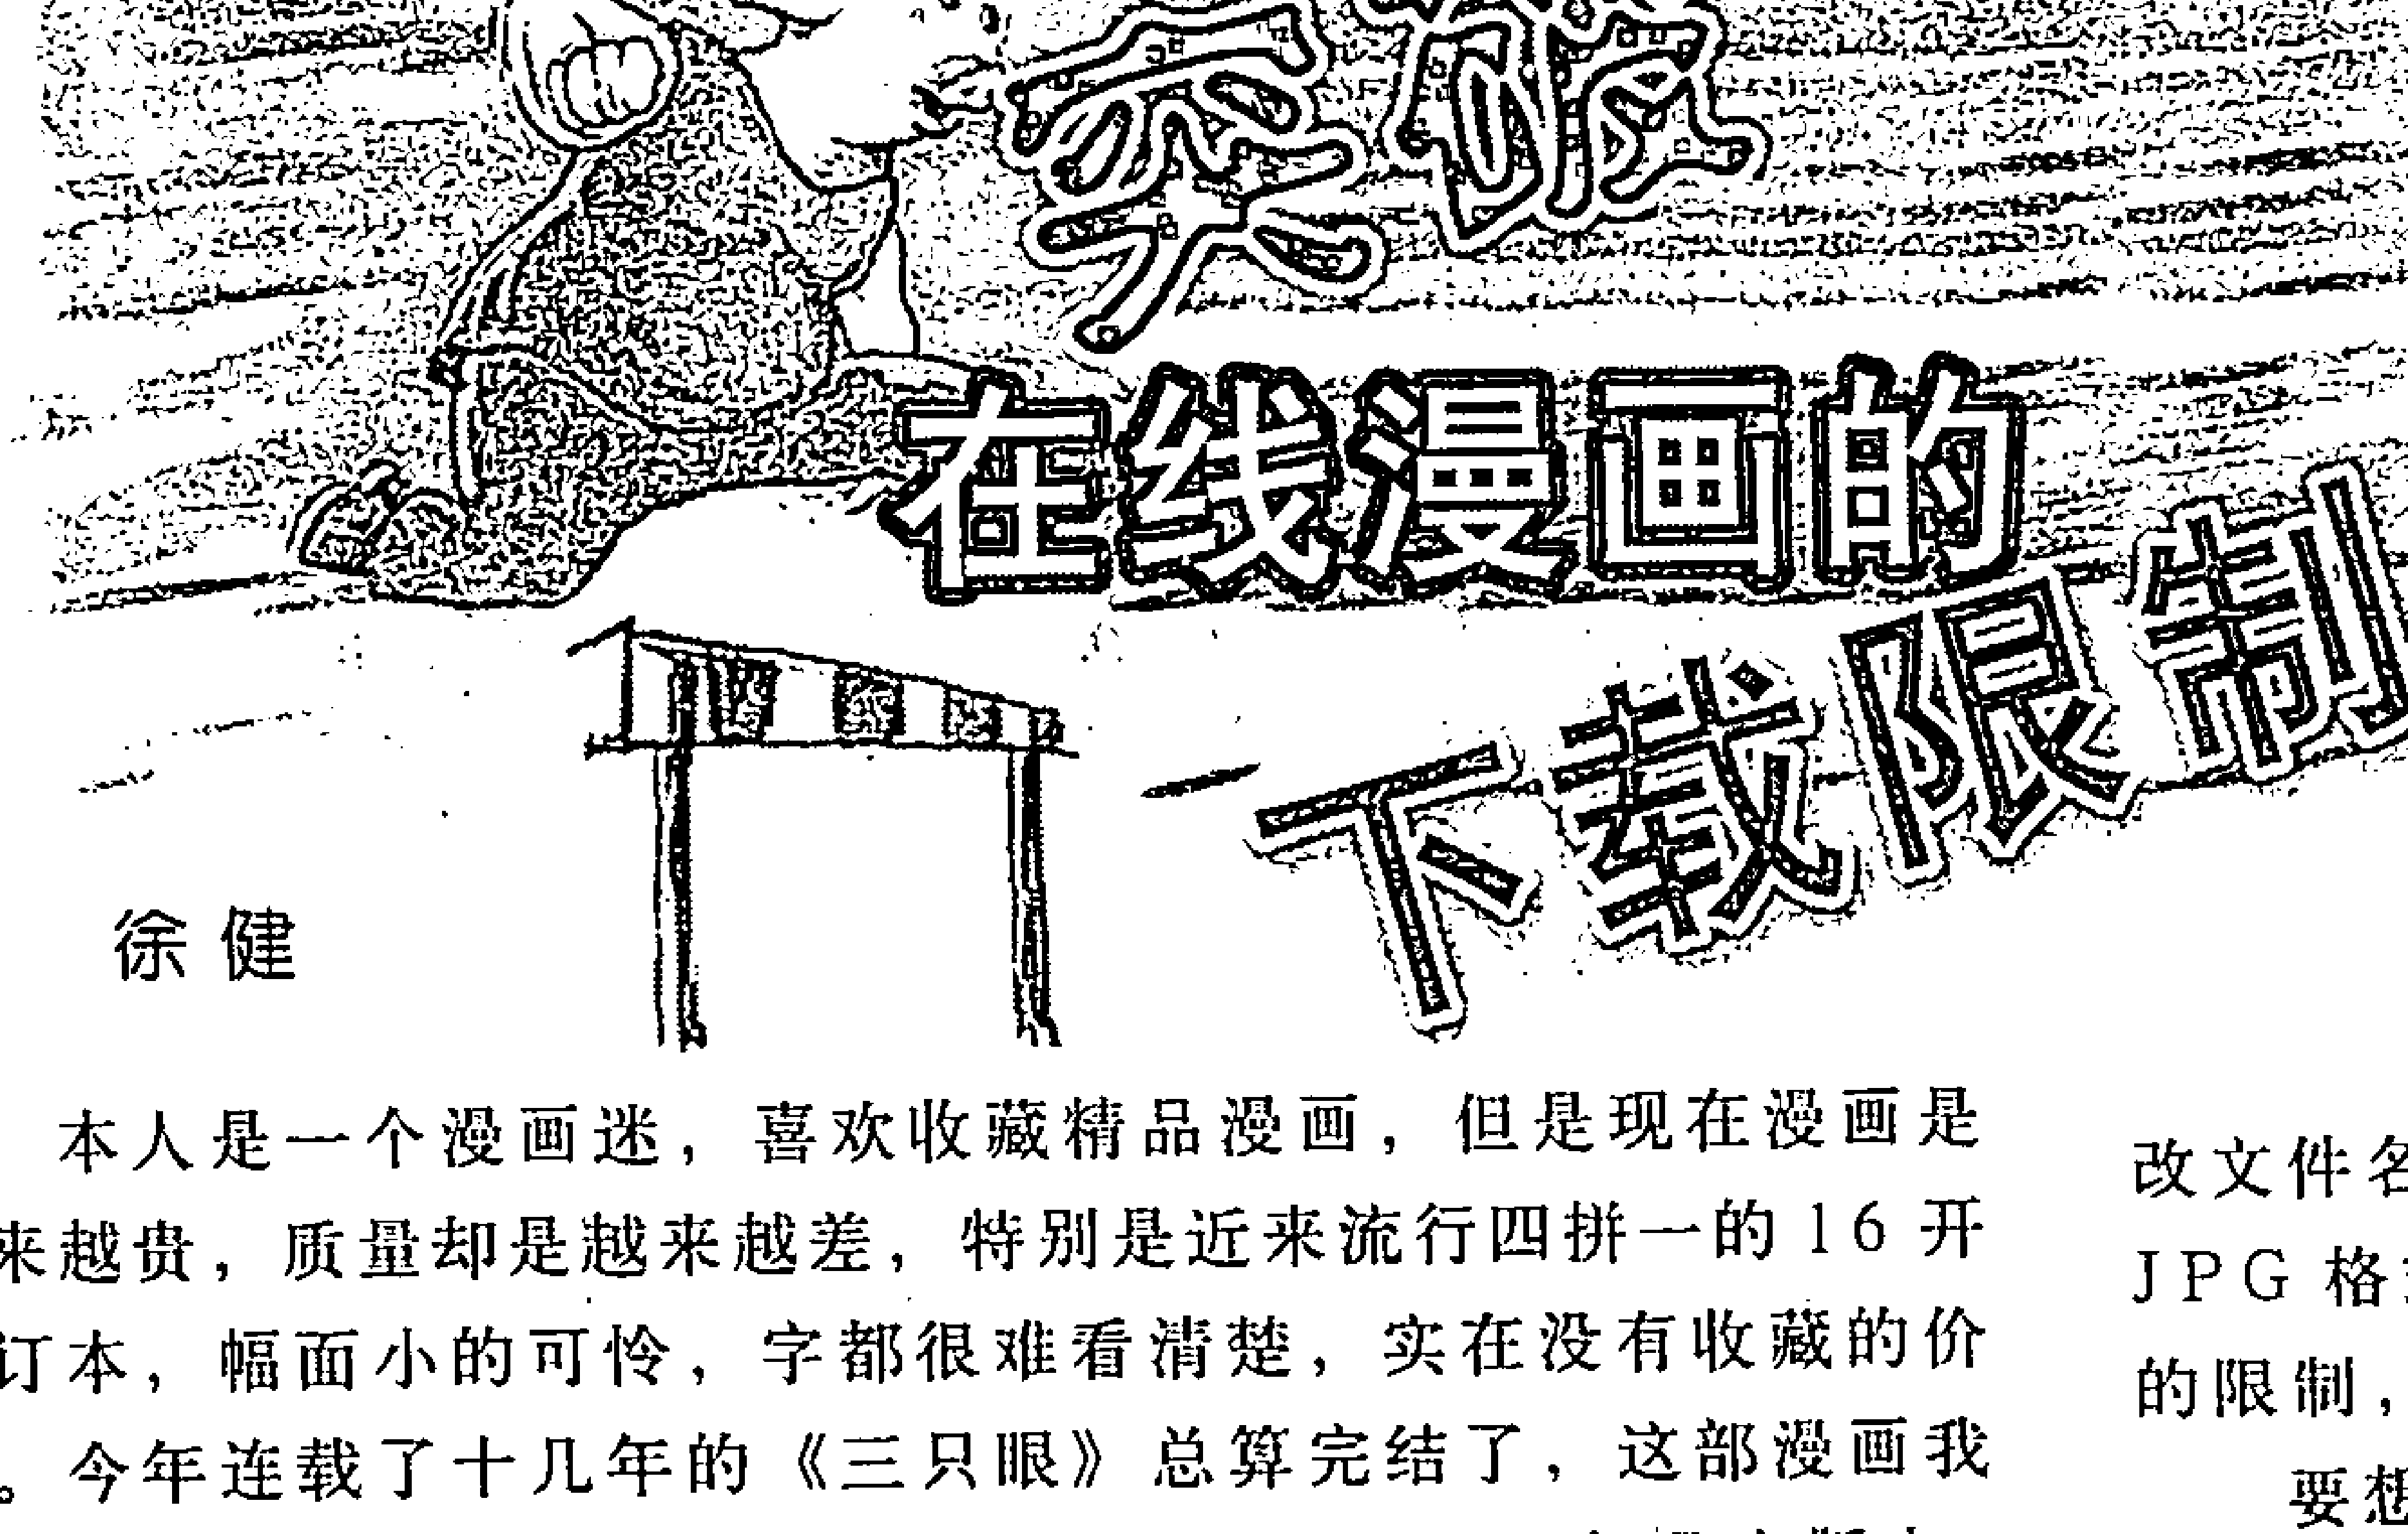 突破
在线漫画的
下载限制
徐健
本人是一个漫画迷，喜欢收藏精品漫画，但是现在漫画是
来越贵，质量却是越来越差，特别是近来流行四拼一的16开
订本，幅面小的可怜，字都很难看清楚，实在没有收藏的价
。今年连载了十几年的《三只眼》总算完结了，这部漫画我
改文件名
JPG格
的限制，
要想